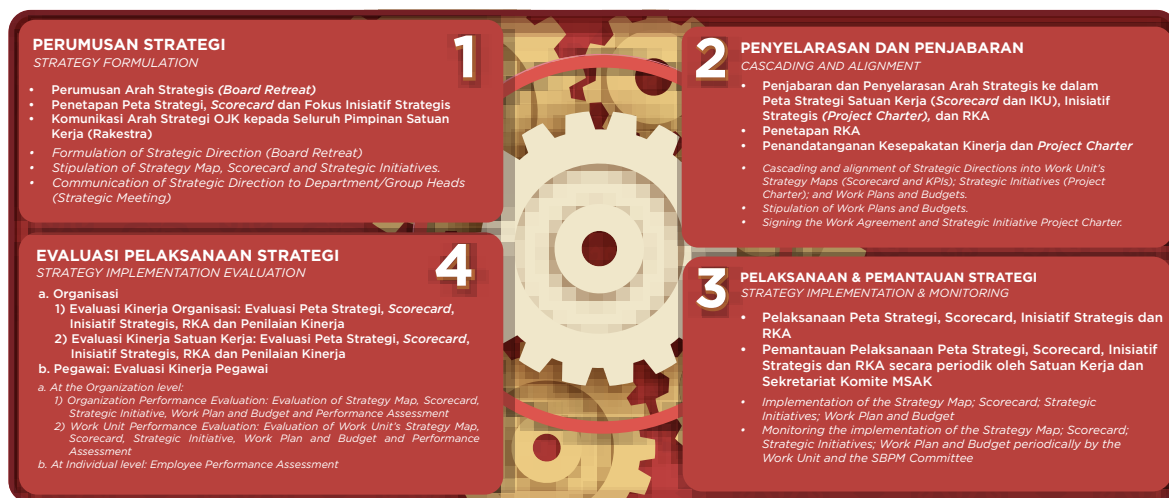 1
PERUMUSAN STRATEGI
STRATEGY FORMULATION
• Perumusan Arah Strategis (Board Retreat)
• Penetapan Peta Strategi, Scorecard dan Fokus Inisiatif Strategis
• Komunikasi Arah Strategi OJK kepada Seluruh Pimpinan Satuan
Kerja (Rakestra)
• Formulation of Strategic Direction (Board Retreat)
• Stipulation of Strategy Map, Scorecard and Strategic Initiatives.
• Communication of Strategic Direction to Department/Group Heads
(Strategic Meeting)
2
PENYELARASAN DAN PENJABARAN
CASCADING AND ALIGNMENT
• Penjabaran dan Penyelarasan Arah Strategis ke dalam
Peta Strategi Satuan Kerja (Scorecard dan IKU), Inisiatif
Strategis (Project Charter), dan RKA
• Penetapan RKA
• Penandatanganan Kesepakatan Kinerja dan Project Charter
• Cascading and alignment of Strategic Directions into Work Unit's
Strategy Maps (Scorecard and KPIs); Strategic Initiatives (Project
Charter); and Work Plans and Budgets.
• Stipulation of Work Plans and Budgets.
• Signing the Work Agreement and Strategic Initiative Project Charter.
3
PELAKSANAAN & PEMANTAUAN STRATEGI
STRATEGY IMPLEMENTATION & MONITORING
• Pelaksanaan Peta Strategi, Scorecard, Inisiatif Strategis dan
RKA
• Pemantauan Pelaksanaan Peta Strategi, Scorecard, Inisiatif
Strategis dan RKA secara periodik oleh Satuan Kerja dan
Sekretariat Komite MSAK
• Implementation of the Strategy Map; Scorecard; Strategic
Initiatives; Work Plan and Budget
• Monitoring the implementation of the Strategy Map; Scorecard;
Strategic Initiatives; Work Plan and Budget periodically by the
Work Unit and the SBPM Committee
4
EVALUASI PELAKSANAAN STRATEGI
STRATEGY IMPLEMENTATION EVALUATION
a. Organisasi
1) Evaluasi Kinerja Organisasi: Evaluasi Peta Strategi, Scorecard,
Inisiatif Strategis, RKA dan Penilaian Kinerja
2) Evaluasi Kinerja Satuan Kerja: Evaluasi Peta Strategi, Scorecard,
Inisiatif Strategis, RKA dan Penilaian Kinerja
b. Pegawai: Evaluasi Kinerja Pegawai
a. At the Organization level:
1) Organization Performance Evaluation: Evaluation of Strategy Map, Scorecard,
Strategic Initiative, Work Plan and Budget and Performance Assessment
2) Work Unit Performance Evaluation: Evaluation of Work Unit's Strategy Map,
Scorecard, Strategic Initiative, Work Plan and Budget and Performance
Assessment
b. At Individual level: Employee Performance Assessment